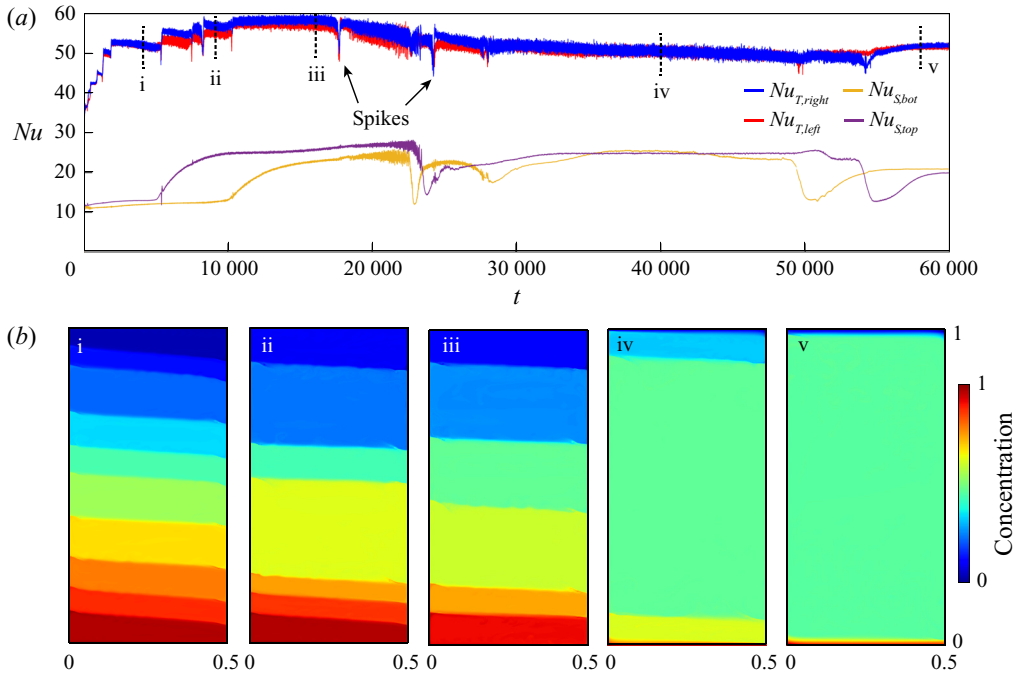 (a)
60
50
40
30
20
10
0
Nu
i
ii
iii
iv
v
Spikes
Nu_{T,right}
Nu_{S,bot}
Nu_{T,left}
Nu_{S,top}
0
10 000
20 000
30 000
40 000
50 000
60 000
t
(b)
i
ii
iii
iv
v
1
0
0
0.5
0
0.5
0
0.5
0
0.5
0
0.5
1
0
Concentration